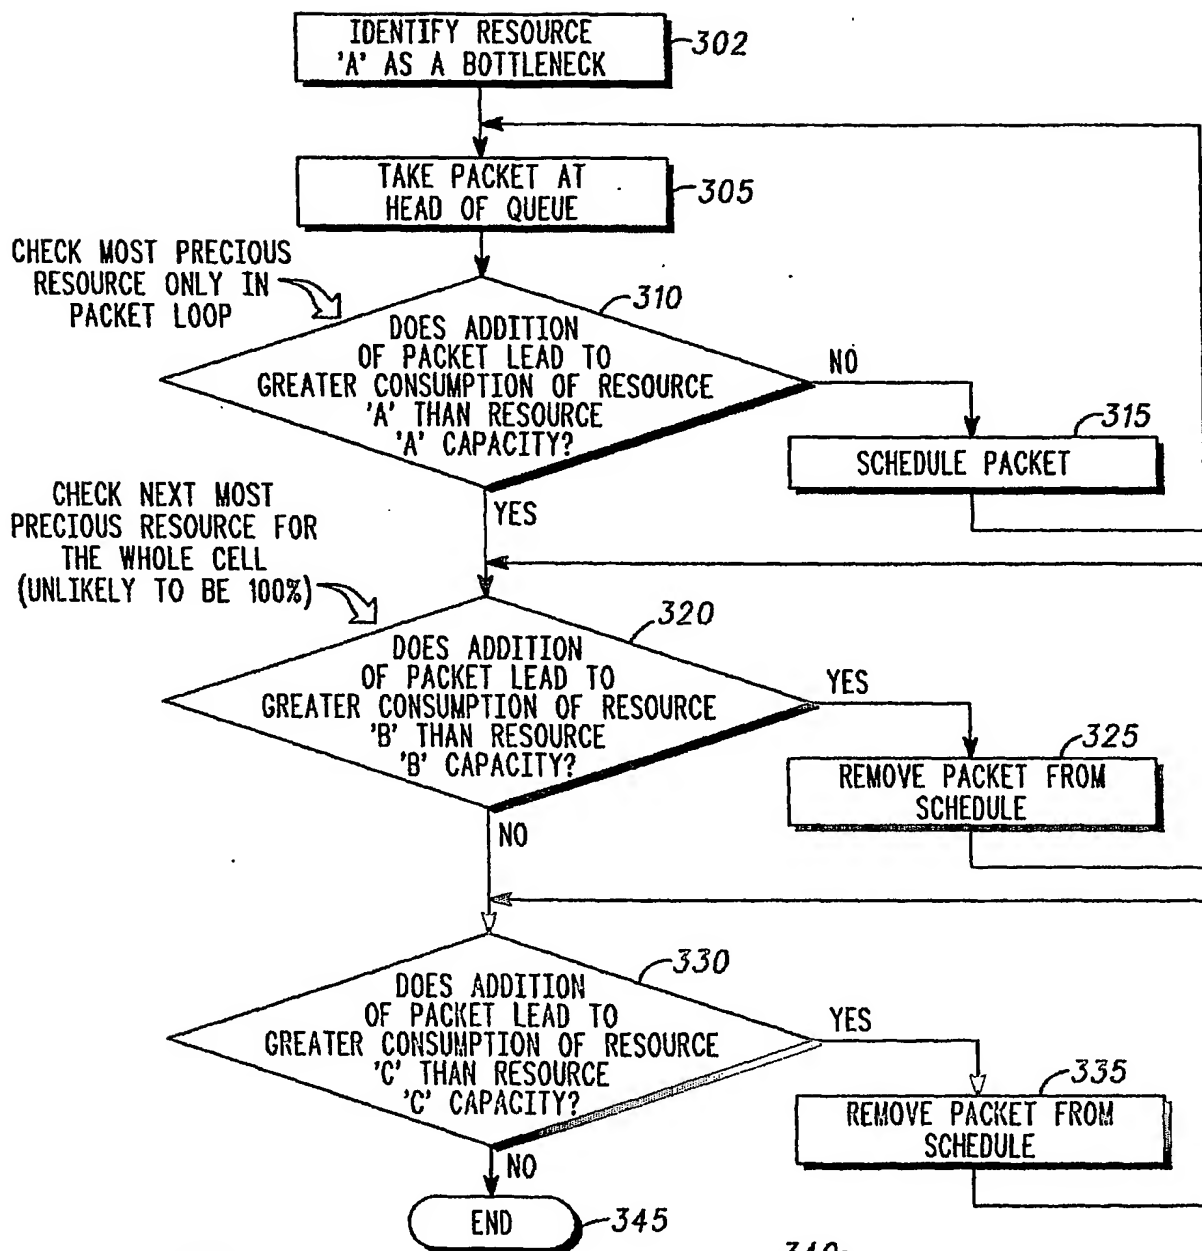 IDENTIFY RESOURCE
'A' AS A BOTTLENECK
302
TAKE PACKET AT
HEAD OF QUEUE
305
CHECK MOST PRECIOUS
RESOURCE ONLY IN
PACKET LOOP
310
DOES ADDITION
OF PACKET LEAD TO
GREATER CONSUMPTION OF RESOURCE
'A' THAN RESOURCE
'A' CAPACITY?
NO
315
SCHEDULE PACKET
YES
CHECK NEXT MOST
PRECIOUS RESOURCE FOR
THE WHOLE CELL
(UNLIKELY TO BE 100%)
320
DOES ADDITION
OF PACKET LEAD TO
GREATER CONSUMPTION OF RESOURCE
'B' THAN RESOURCE
'B' CAPACITY?
YES
325
REMOVE PACKET FROM
SCHEDULE
NO
330
DOES ADDITION
OF PACKET LEAD TO
GREATER CONSUMPTION OF RESOURCE
'C' THAN RESOURCE
'C' CAPACITY?
YES
335
REMOVE PACKET FROM
SCHEDULE
NO
END
345